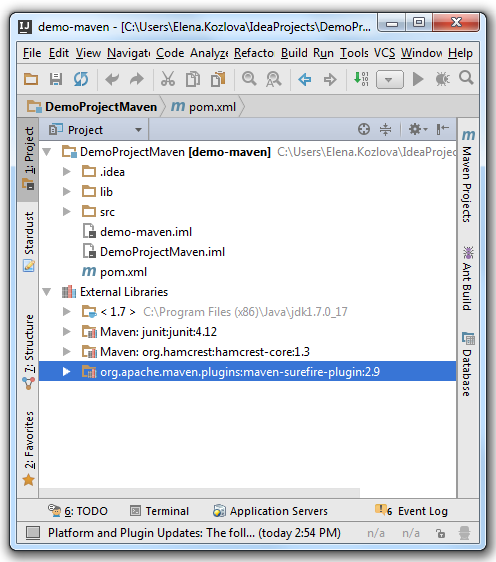 demo-maven - [C:\Users\Elena.Kozlova\IdeaProjects\DemoPr...
File Edit View Navigate Code Analyze Refacto Build Run Tools VCS Window Help
DemoProjectMaven pom.xml
1: Project
Stardust
7: Structure
2: Favorites
Project
DemoProjectMaven [demo-maven] C:\Users\Elena.Kozlova\IdeaProjec
.idea
lib
src
demo-maven.iml
DemoProjectMaven.iml
pom.xml
External Libraries
< 1.7 > C:\Program Files (x86)\Java\jdk1.7.0_17
Maven: junit:junit:4.12
Maven: org.hamcrest:hamcrest-core:1.3
org.apache.maven.plugins:maven-surefire-plugin:2.9
Maven Projects
Ant Build
Database
6: TODO Terminal Application Servers 6 Event Log
Platform and Plugin Updates: The foll... (today 2:54 PM) n/a n/a